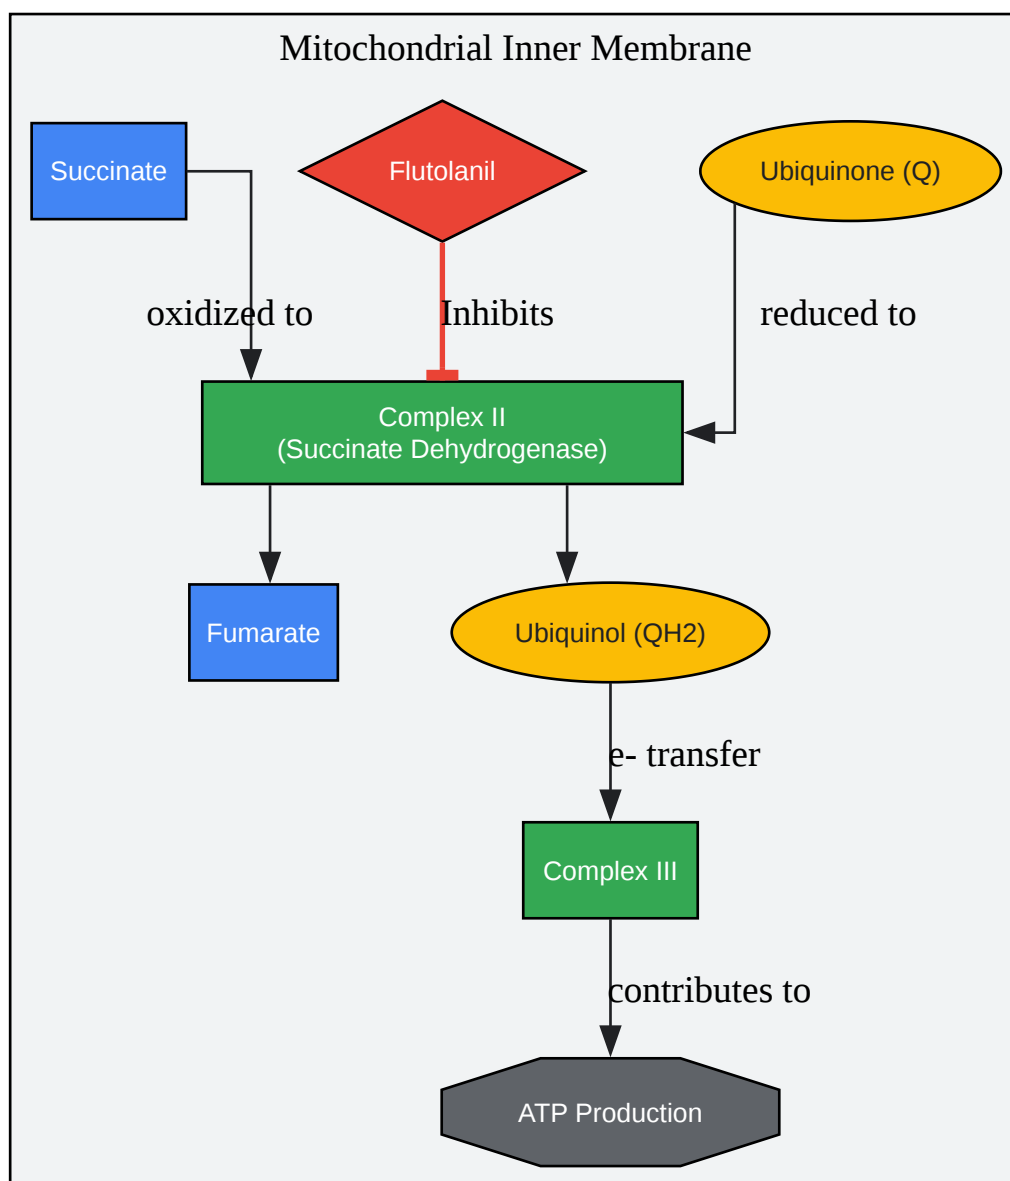 Mitochondrial Inner Membrane
Succinate
Flutolanil
Ubiquinone (Q)
oxidized to
Inhibits
reduced to
Complex II
(Succinate Dehydrogenase)
Fumarate
Ubiquinol (QH2)
e- transfer
Complex III
contributes to
ATP Production